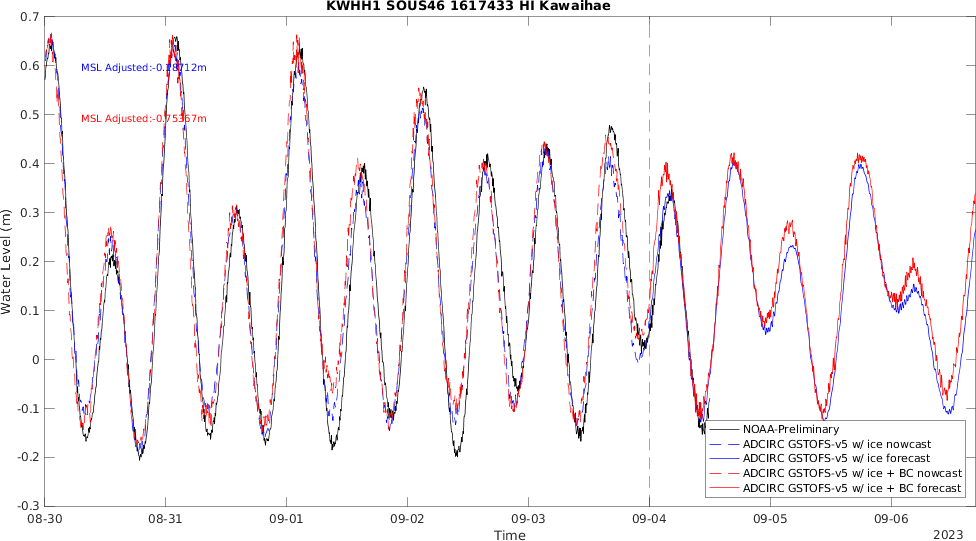 KWHH1 SOUS46 1617433 HI Kawaihae
0.7
0.6
0.5
0.4
0.3
0.2
0.1
0
-0.1
-0.2
-0.3
Water Level (m)
MSL Adjusted:-0.18712m
MSL Adjusted:-0.75367m
NOAA-Preliminary
ADCIRC GSTOFS-v5 w/ ice nowcast
ADCIRC GSTOFS-v5 w/ ice forecast
ADCIRC GSTOFS-v5 w/ ice + BC nowcast
ADCIRC GSTOFS-v5 w/ ice + BC forecast
08-30 08-31 09-01 09-02 09-03 09-04 09-05 09-06
Time
2023